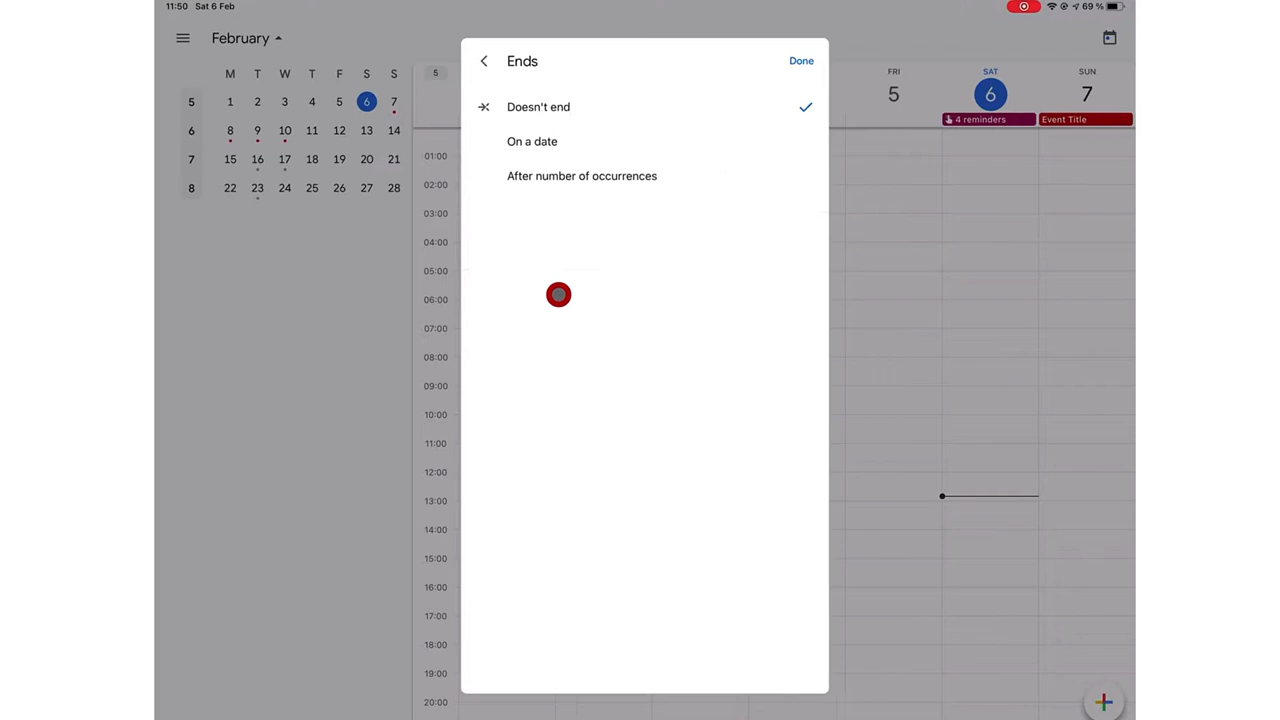 11:50 Sat 6 Feb
69 %
February
M T W T F S S
5 1 2 3 4 5 6 7
6 8 9 10 11 12 13 14
7 15 16 17 18 19 20 21
8 22 23 24 25 26 27 28
Ends
Done
Doesn't end
On a date
After number of occurrences
5
FRI SAT SUN
5 6 7
4 reminders Event Title
01:00
02:00
03:00
04:00
05:00
06:00
07:00
08:00
09:00
10:00
11:00
12:00
13:00
14:00
15:00
16:00
17:00
18:00
19:00
20:00